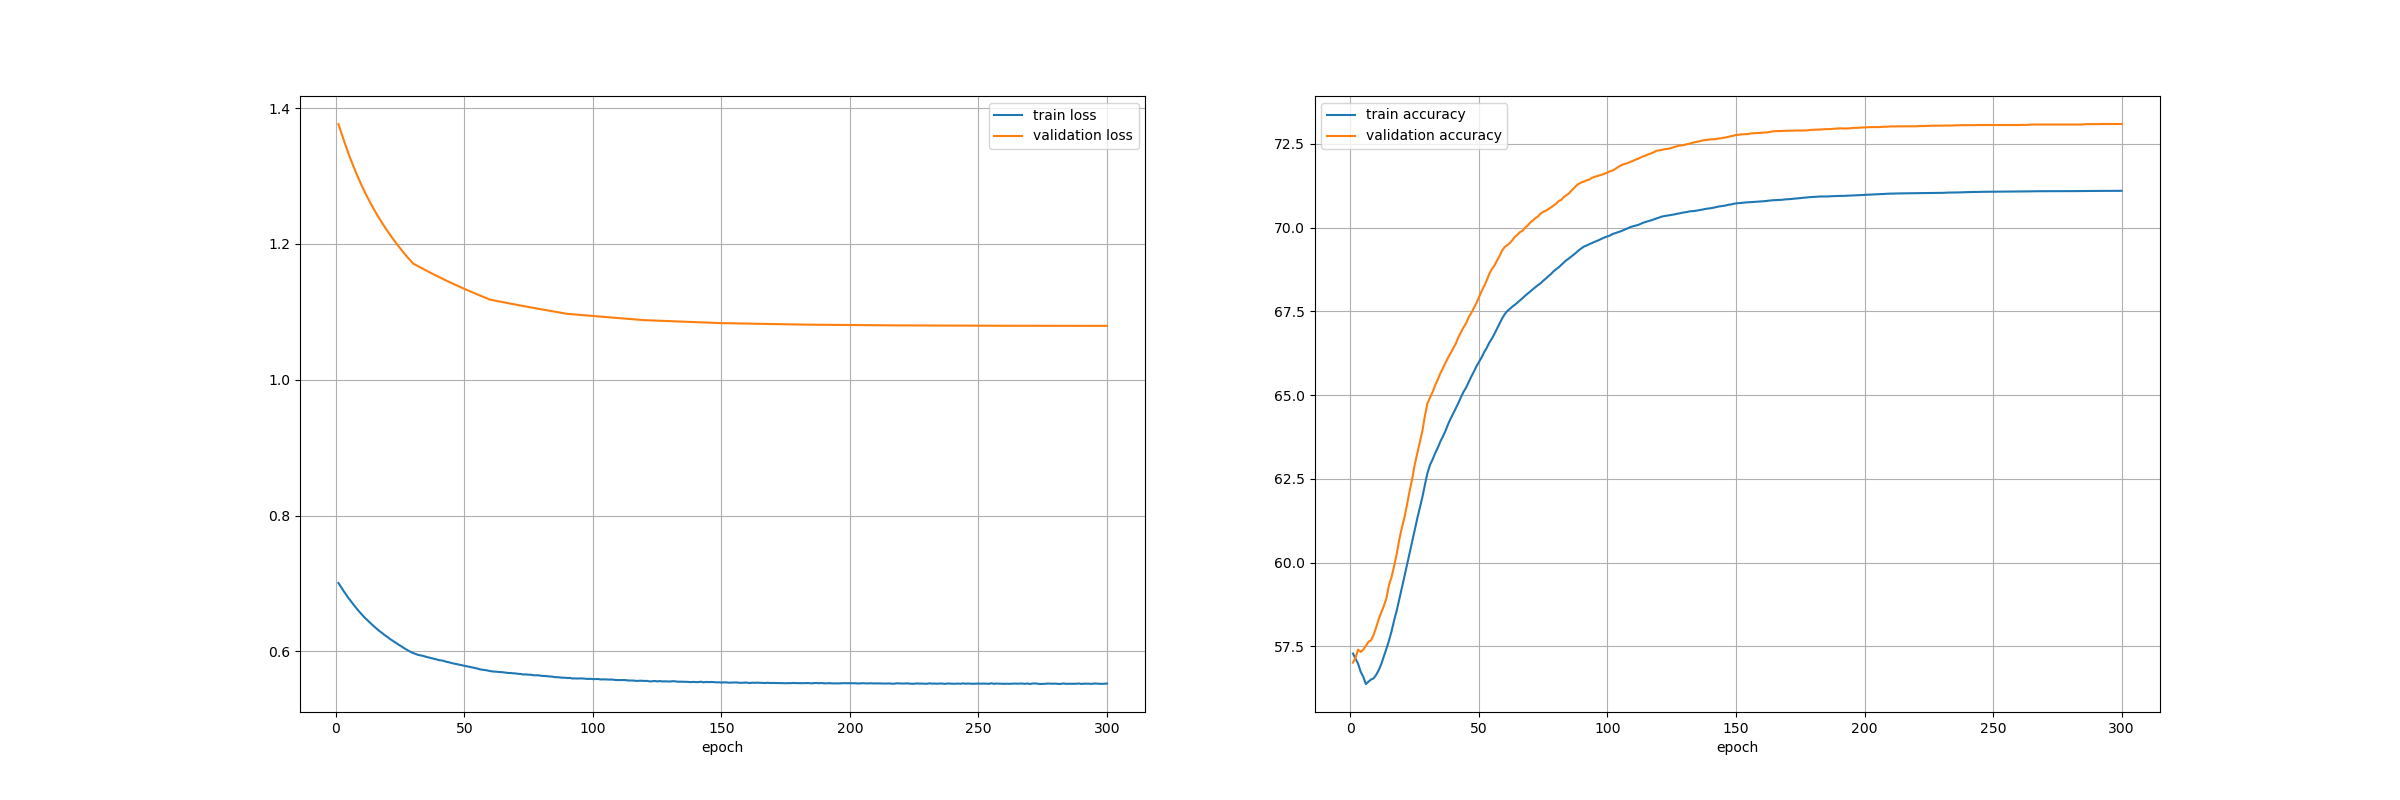 train loss
validation loss
1.4
1.2
1.0
0.8
0.6
0 50 100 150 200 250 300
epoch
train accuracy
validation accuracy
72.5
70.0
67.5
65.0
62.5
60.0
57.5
0 50 100 150 200 250 300
epoch